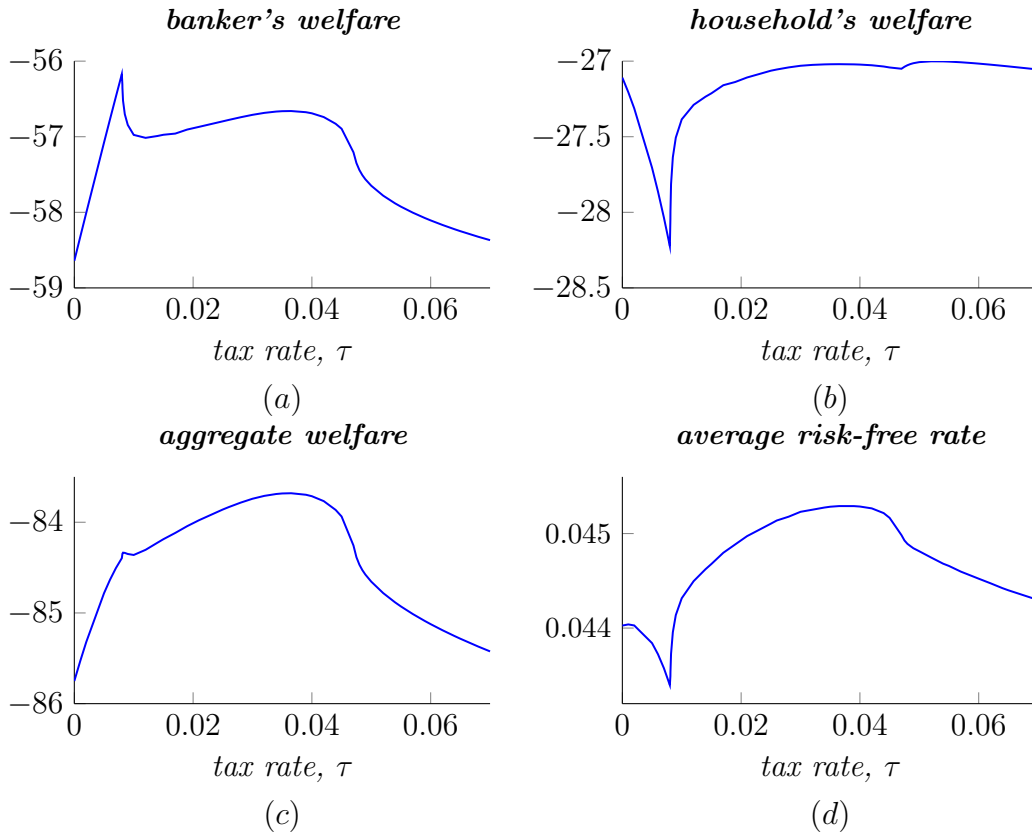 banker's welfare
−56
−57
−58
−59
0
0.02
0.04
0.06
tax rate, τ
(a)
household's welfare
−27
−27.5
−28
−28.5
0
0.02
0.04
0.06
tax rate, τ
(b)
aggregate welfare
−84
−85
−86
0
0.02
0.04
0.06
tax rate, τ
(c)
average risk-free rate
0.045
0.044
0
0.02
0.04
0.06
tax rate, τ
(d)